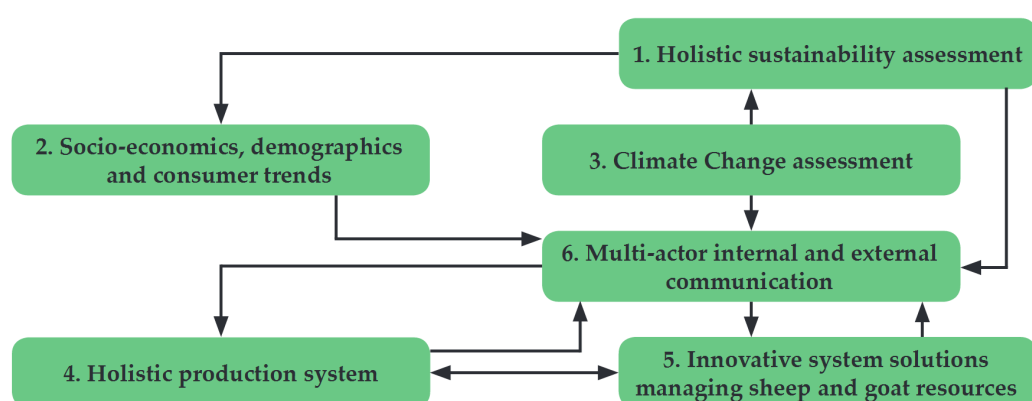 1. Holistic sustainability assessment
2. Socio-economics, demographics
and consumer trends
3. Climate Change assessment
6. Multi-actor internal and external
communication
4. Holistic production system
5. Innovative system solutions
managing sheep and goat resources